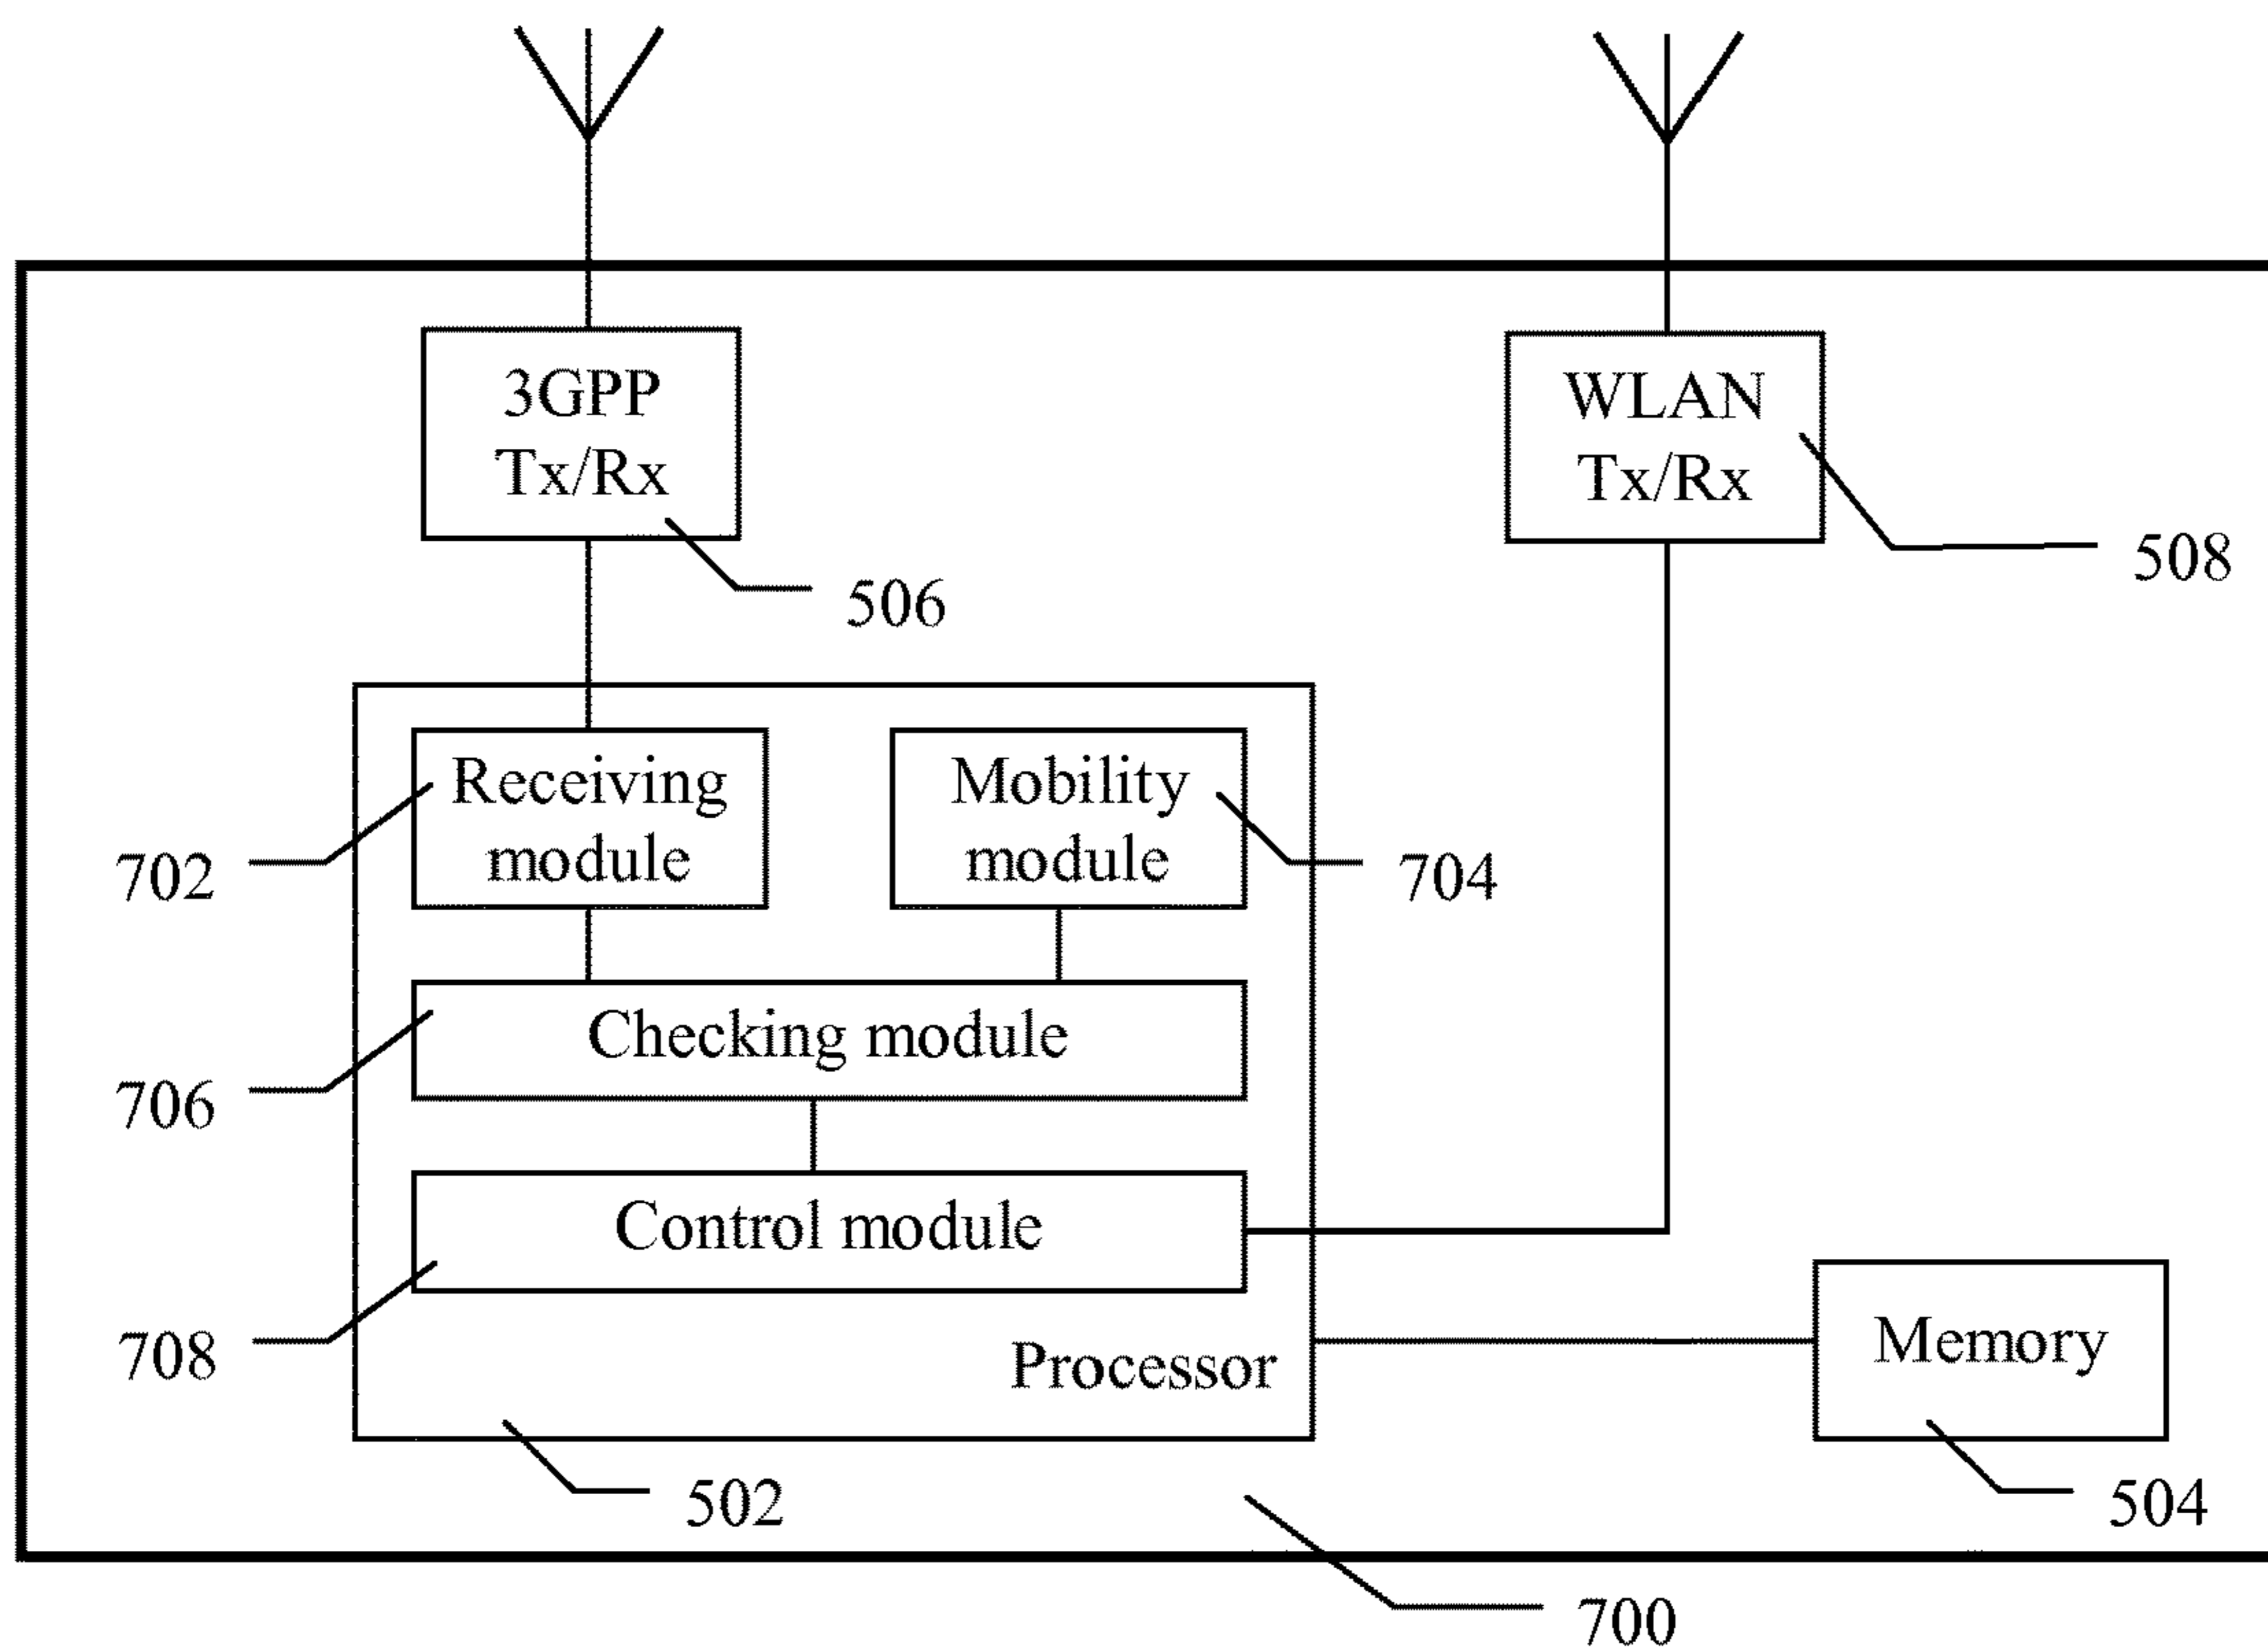 3GPP
Tx/Rx
506
WLAN
Tx/Rx
508
Receiving
module
702
Mobility
module
704
Checking module
706
Control module
708
Processor
502
Memory
504
700